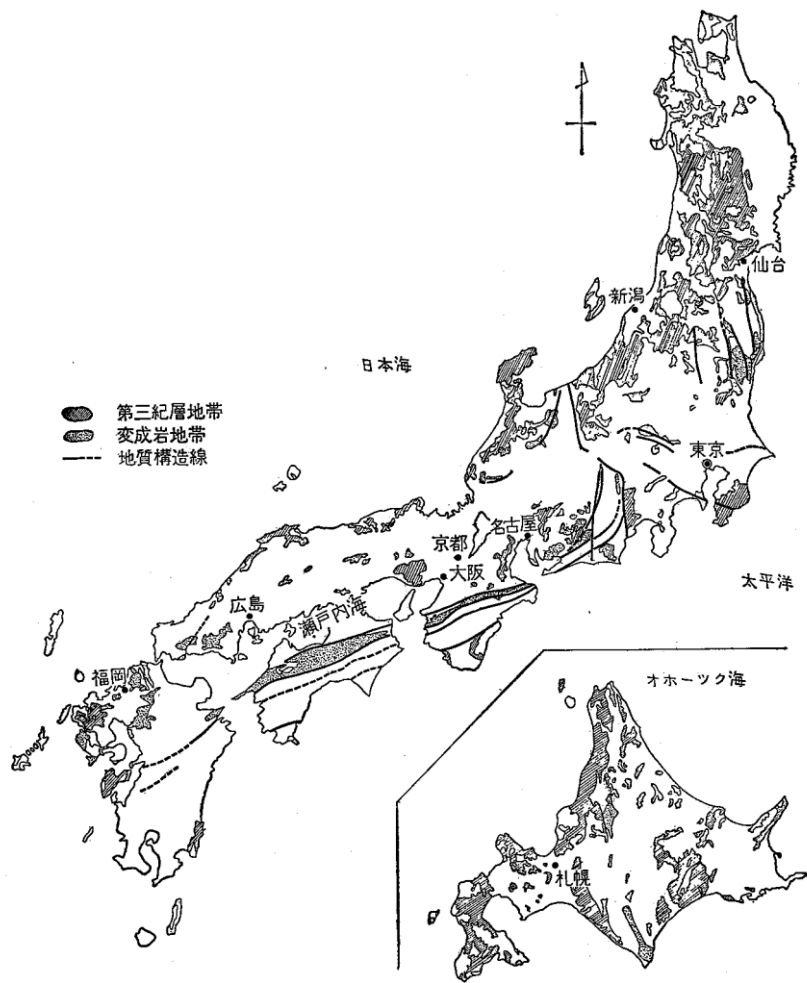 仙台
新潟
日本海
第三紀層地帯
変成岩地帯
地質構造線
東京
名古屋
京都
大阪
太平洋
広島
瀬戸内海
福岡
オホーツク海
札幌